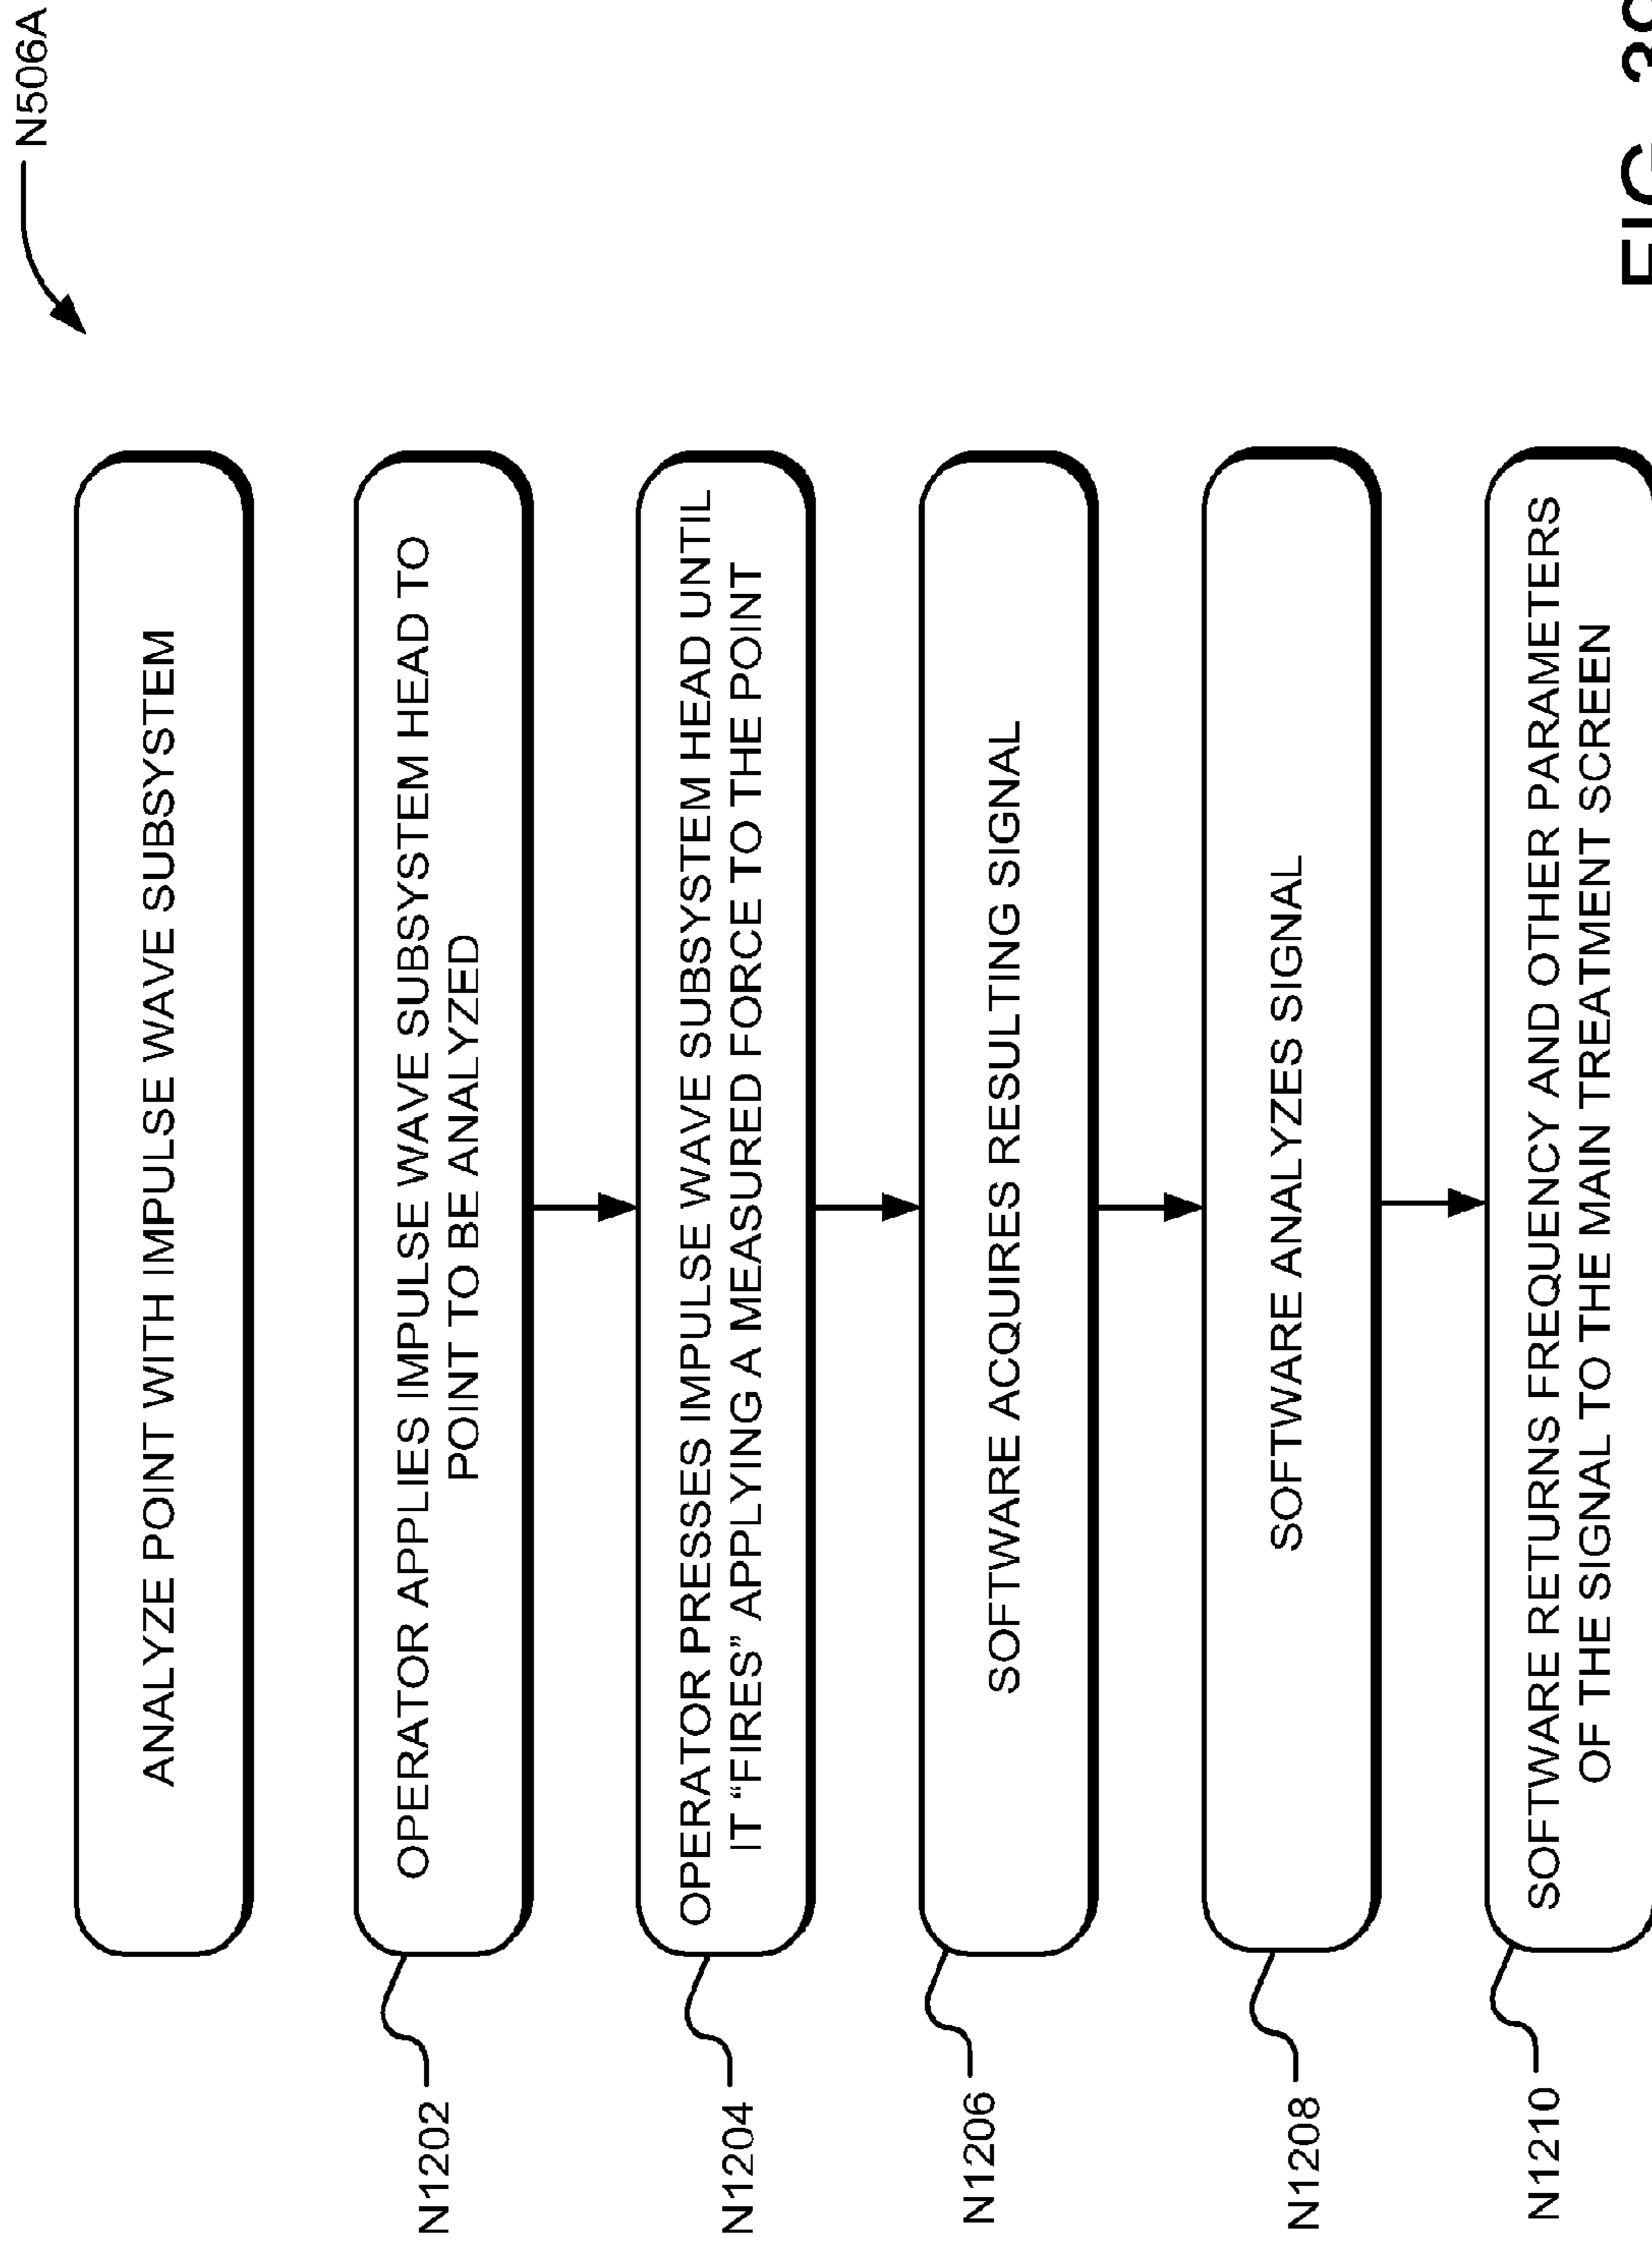 N506A
ANALYZE POINT WITH IMPULSE WAVE SUBSYSTEM
N1202
OPERATOR APPLIES IMPULSE WAVE SUBSYSTEM HEAD TO
POINT TO BE ANALYZED
N1204
OPERATOR PRESSES IMPULSE WAVE SUBSYSTEM HEAD UNTIL
IT “FIRES” APPLYING A MEASURED FORCE TO THE POINT
N1206
SOFTWARE ACQUIRES RESULTING SIGNAL
N1208
SOFTWARE ANALYZES SIGNAL
N1210
SOFTWARE RETURNS FREQUENCY AND OTHER PARAMETERS
OF THE SIGNAL TO THE MAIN TREATMENT SCREEN
FIG.